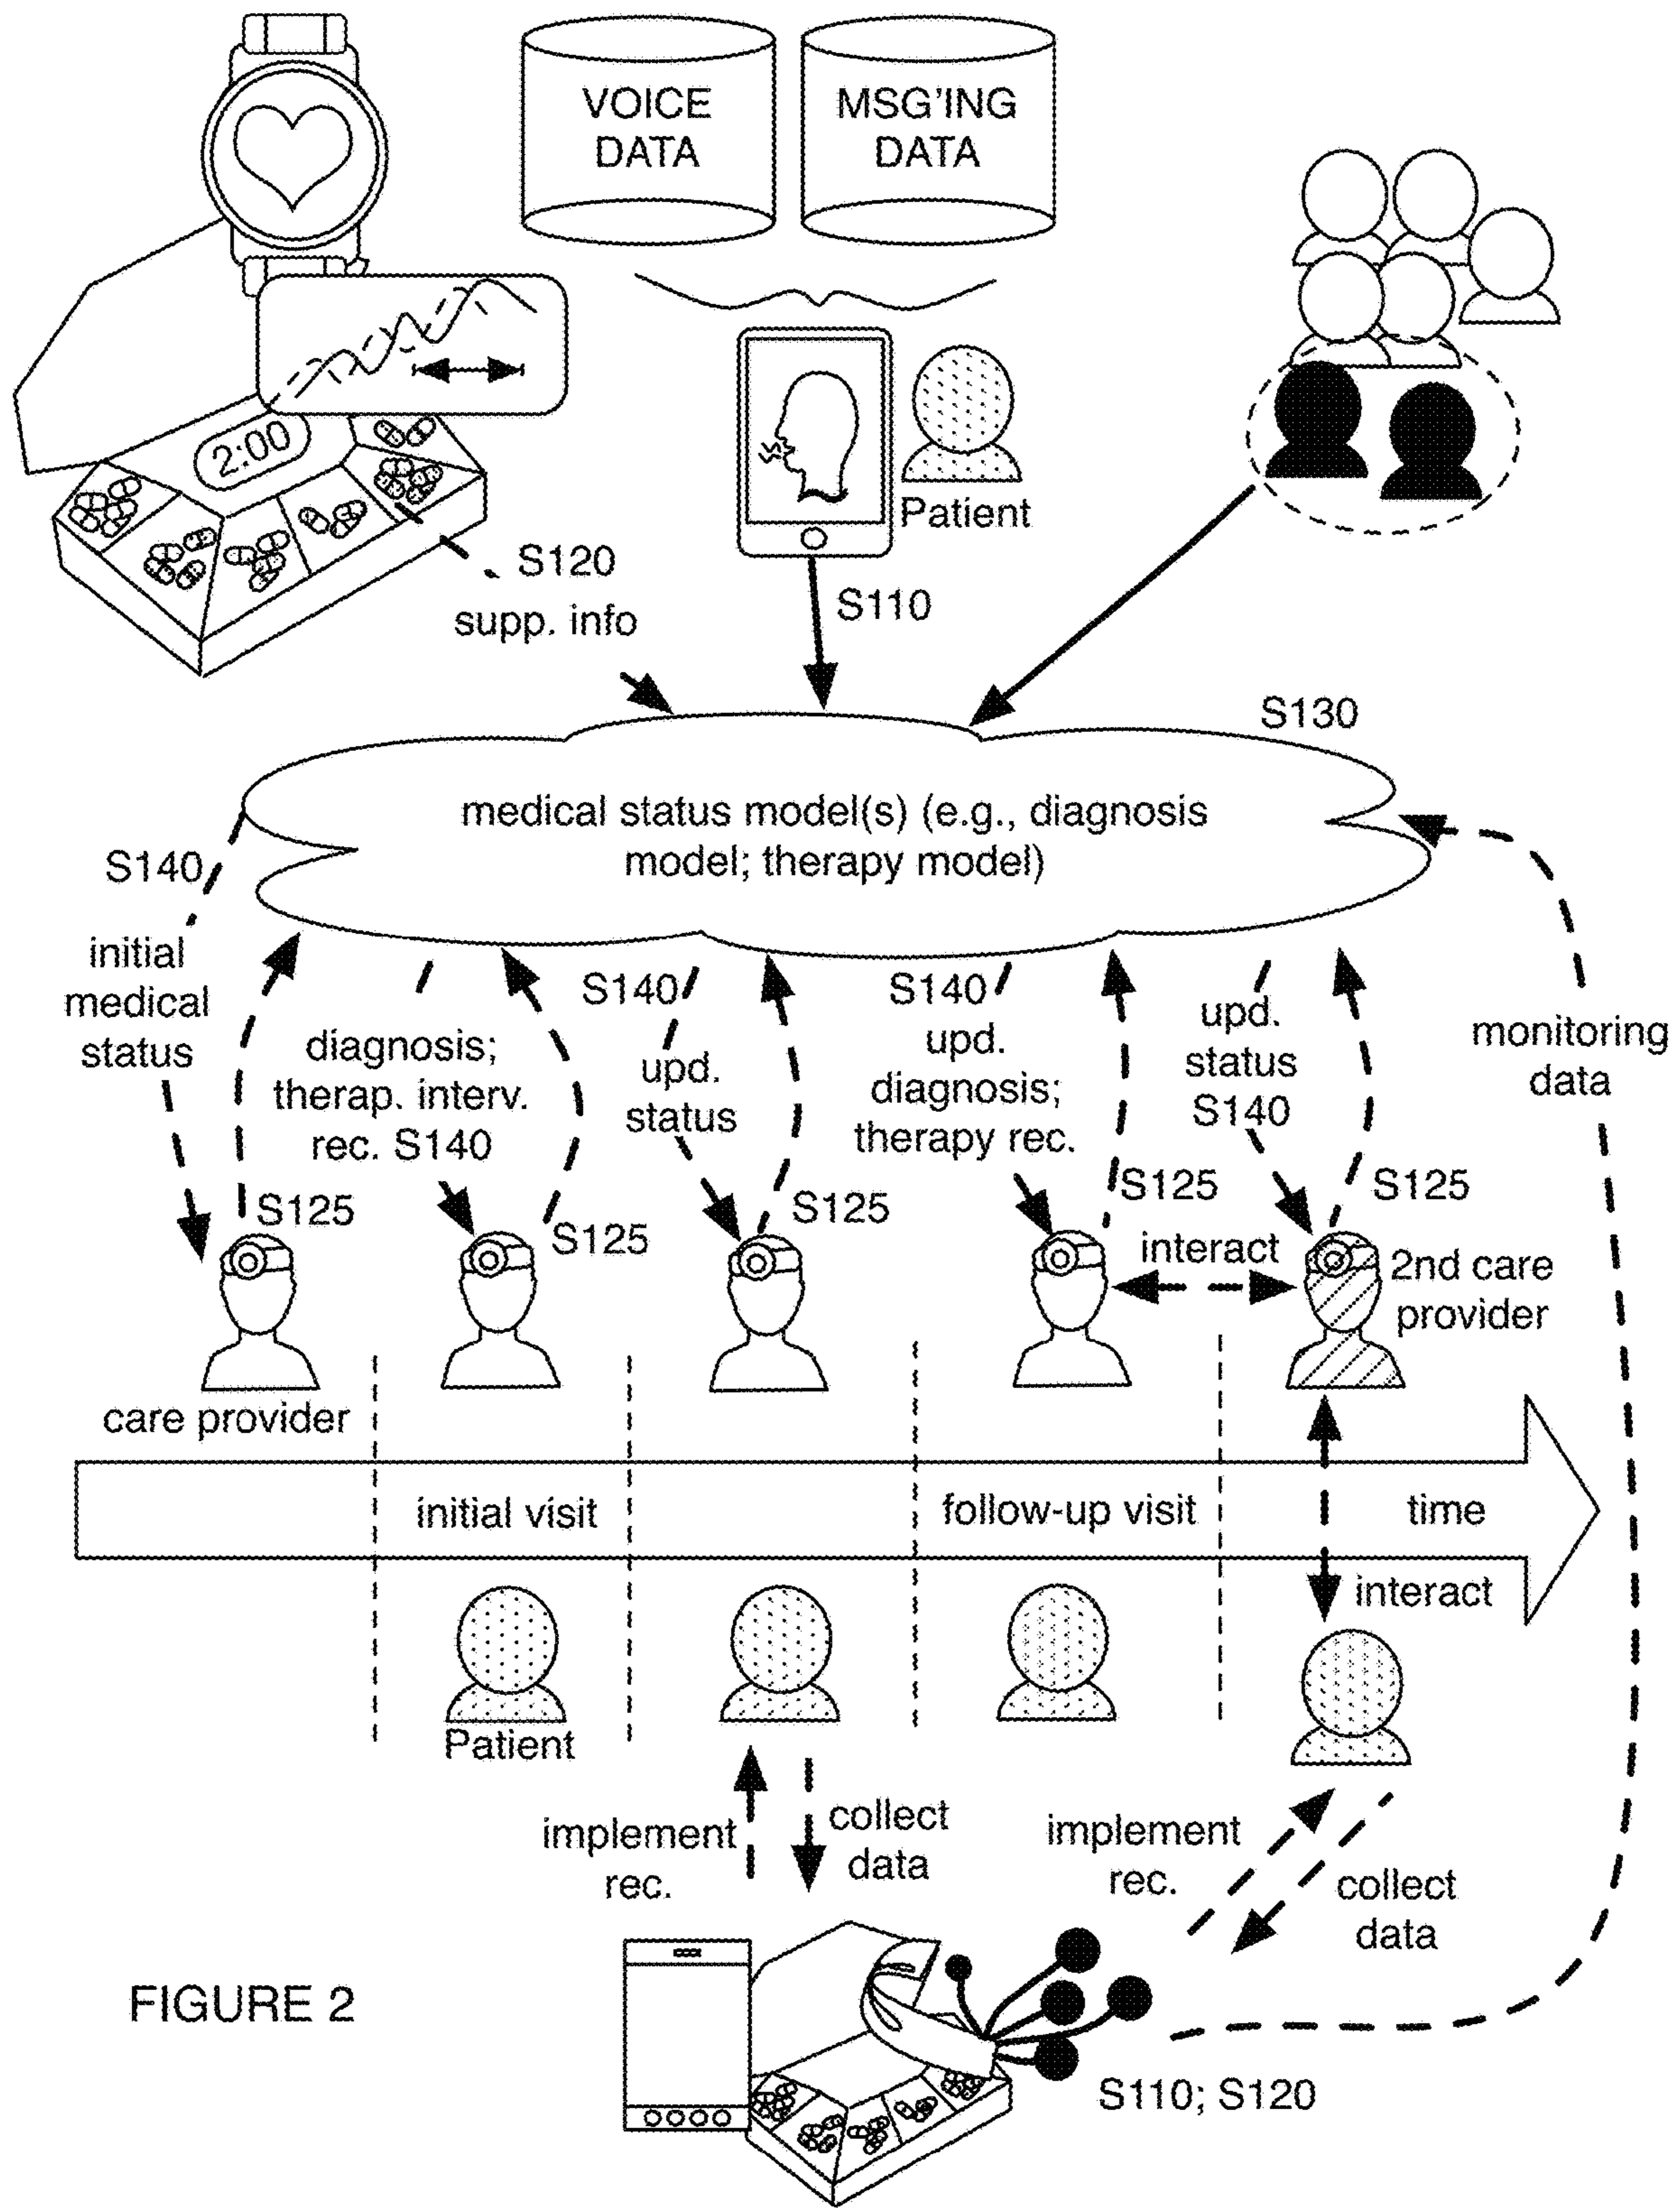 VOICE
DATA
MSG'ING
DATA
2:00
Patient
S120
supp. info
S110
S130
medical status model(s) (e.g., diagnosis
model; therapy model)
S140
initial
medical
status
diagnosis;
therap. interv.
rec. S140
S140
upd.
status
S140
upd.
diagnosis;
therapy rec.
upd.
status
S140
monitoring
data
S125
S125
S125
S125
S125
interact
2nd care
provider
care provider
initial visit
follow-up visit
time
interact
Patient
implement
rec.
collect
data
implement
rec.
collect
data
FIGURE 2
S110; S120